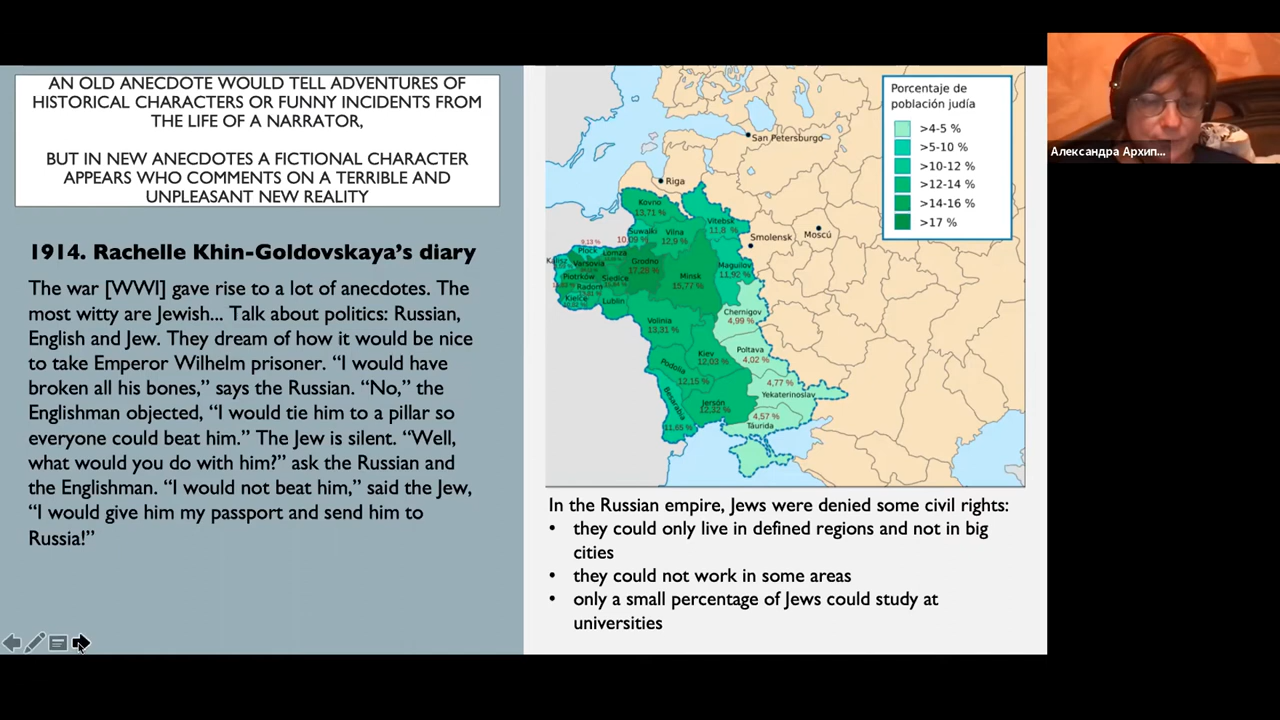 AN OLD ANECDOTE WOULD TELL ADVENTURES OF
HISTORICAL CHARACTERS OR FUNNY INCIDENTS FROM
THE LIFE OF A NARRATOR,
BUT IN NEW ANECDOTES A FICTIONAL CHARACTER
APPEARS WHO COMMENTS ON A TERRIBLE AND
UNPLEASANT NEW REALITY
1914. Rachelle Khin-Goldovskaya’s diary
The war [WWI] gave rise to a lot of anecdotes. The
most witty are Jewish... Talk about politics: Russian,
English and Jew. They dream of how it would be nice
to take Emperor Wilhelm prisoner. “I would have
broken all his bones,” says the Russian. “No,” the
Englishman objected, “I would tie him to a pillar so
everyone could beat him.” The Jew is silent. “Well,
what would you do with him?” ask the Russian and
the Englishman. “I would not beat him,” said the Jew,
“I would give him my passport and send him to
Russia!”
Porcentaje de
población judía
>4-5 %
>5-10 %
>10-12 %
>12-14 %
>14-16 %
>17 %
San Petersburgo
Riga
Moscú
Smolensk
Kovno
13,71 %
Vitebsk
11.8 %
Suwalki
10,09 %
Vilna
12,9 %
9,13 %
Plock
Lomza
Grodno
17,28 %
Minsk
15,77 %
Maguilov
11,92 %
Kalisz
Varsovia
Piotrków
Siedlce
Radom
Kielce
Lublin
Chernigov
4,99 %
Volinia
13,31 %
Kiev
12,03 %
Poltava
4,02 %
Podolia
12,15 %
4,77 %
Yekaterinoslav
Besarabia
11,65 %
Jersón
12,32 %
4,57 %
Táurida
In the Russian empire, Jews were denied some civil rights:
• they could only live in defined regions and not in big
cities
• they could not work in some areas
• only a small percentage of Jews could study at
universities
Александра Архип...